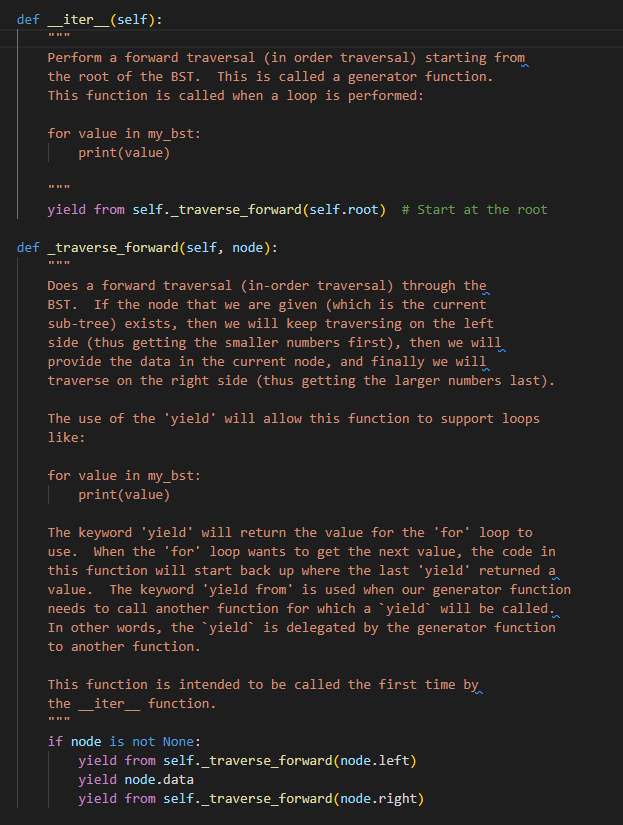 def __iter__(self):
    """
    Perform a forward traversal (in order traversal) starting from
    the root of the BST.  This is called a generator function.
    This function is called when a loop is performed:

    for value in my_bst:
        print(value)

    """
    yield from self._traverse_forward(self.root)  # Start at the root

def _traverse_forward(self, node):
    """
    Does a forward traversal (in-order traversal) through the
    BST.  If the node that we are given (which is the current
    sub-tree) exists, then we will keep traversing on the left
    side (thus getting the smaller numbers first), then we will
    provide the data in the current node, and finally we will
    traverse on the right side (thus getting the larger numbers last).

    The use of the 'yield' will allow this function to support loops
    like:

    for value in my_bst:
        print(value)

    The keyword 'yield' will return the value for the 'for' loop to
    use.  When the 'for' loop wants to get the next value, the code in
    this function will start back up where the last 'yield' returned a
    value.  The keyword 'yield from' is used when our generator function
    needs to call another function for which a `yield` will be called.
    In other words, the `yield` is delegated by the generator function
    to another function.

    This function is intended to be called the first time by
    the __iter__ function.
    """
    if node is not None:
        yield from self._traverse_forward(node.left)
        yield node.data
        yield from self._traverse_forward(node.right)